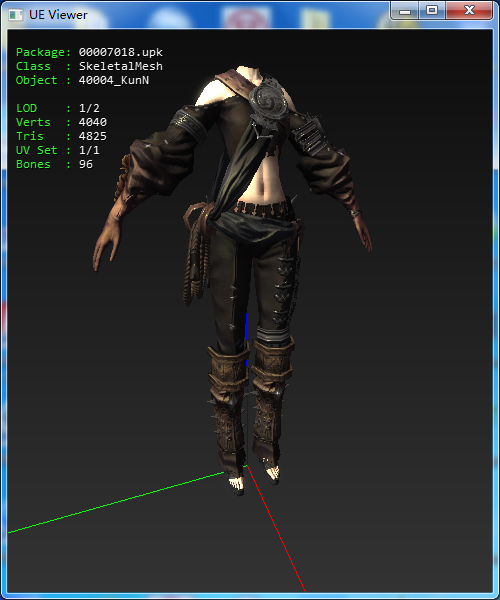 UE Viewer
Package: 00007018.upk
Class : SkeletalMesh
Object : 40004_KunN
LOD : 1/2
Verts : 4040
Tris : 4825
UV Set : 1/1
Bones : 96